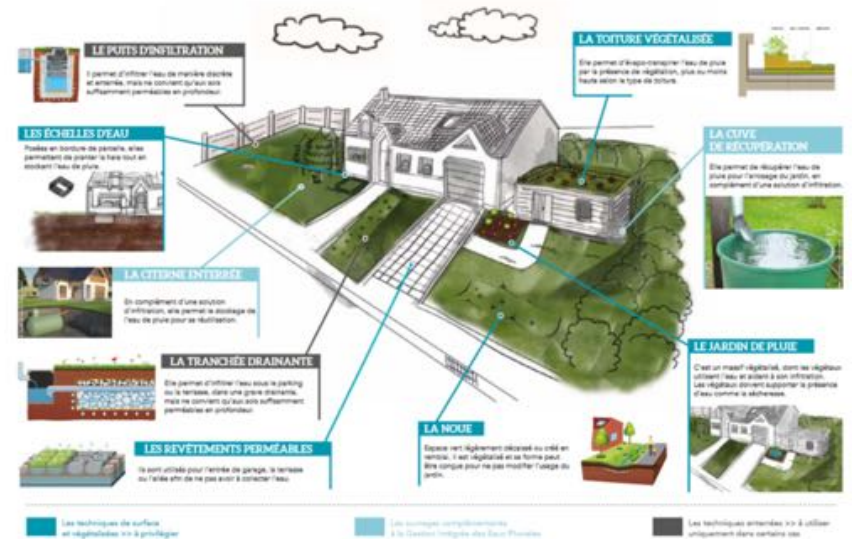 LE PUITS D'INFILTRATION
Il permet d'infiltrer l'eau de manière discrète
et enterrée, mais ne convient qu'aux sols
suffisamment perméables en profondeur.
LES ÉCHELLES D'EAU
Posées en bordure de parcelle, elles
permettent de planter la haie tout en
stockant l'eau de pluie.
LA CITERNE ENTERRÉE
En complément d'une solution
d'infiltration, elle permet le stockage de
l'eau de pluie pour sa réutilisation.
LA TRANCHÉE DRAINANTE
Elle permet d'infiltrer l'eau sous le parking
ou la terrasse, dans une grave drainante,
mais ne convient qu'aux sols suffisamment
perméables en profondeur.
LES REVÊTEMENTS PERMÉABLES
Ils sont utilisés pour l'entrée de garage, la terrasse
ou l'allée afin de ne pas avoir à collecter l'eau.
LA TOITURE VÉGÉTALISÉE
Elle permet d'évapo-transpirer l'eau de pluie
par la présence de végétation, plus ou moins
haute selon le type de toiture.
LA CUVE
DE RÉCUPÉRATION
Elle permet de récupérer l'eau de
pluie pour l'arrosage du jardin, en
complément d'une solution d'infiltration.
LE JARDIN DE PLUIE
C'est un massif végétalisé, dont les végétaux
utilisent l'eau et aident à son infiltration.
Les végétaux doivent supporter la présence
d'eau comme la sécheresse.
LA NOUE
Espace vert légèrement décaissé ou créé en
remblai, il est végétalisé et sa forme peut
être conçue pour ne pas modifier l'usage du
jardin.
Les techniques de surface
et végétalisées >> à privilégier
Les ouvrages complémentaires
à la Gestion Intégrée des Eaux Pluviales
Les techniques enterrées >> à utiliser
uniquement dans certains cas